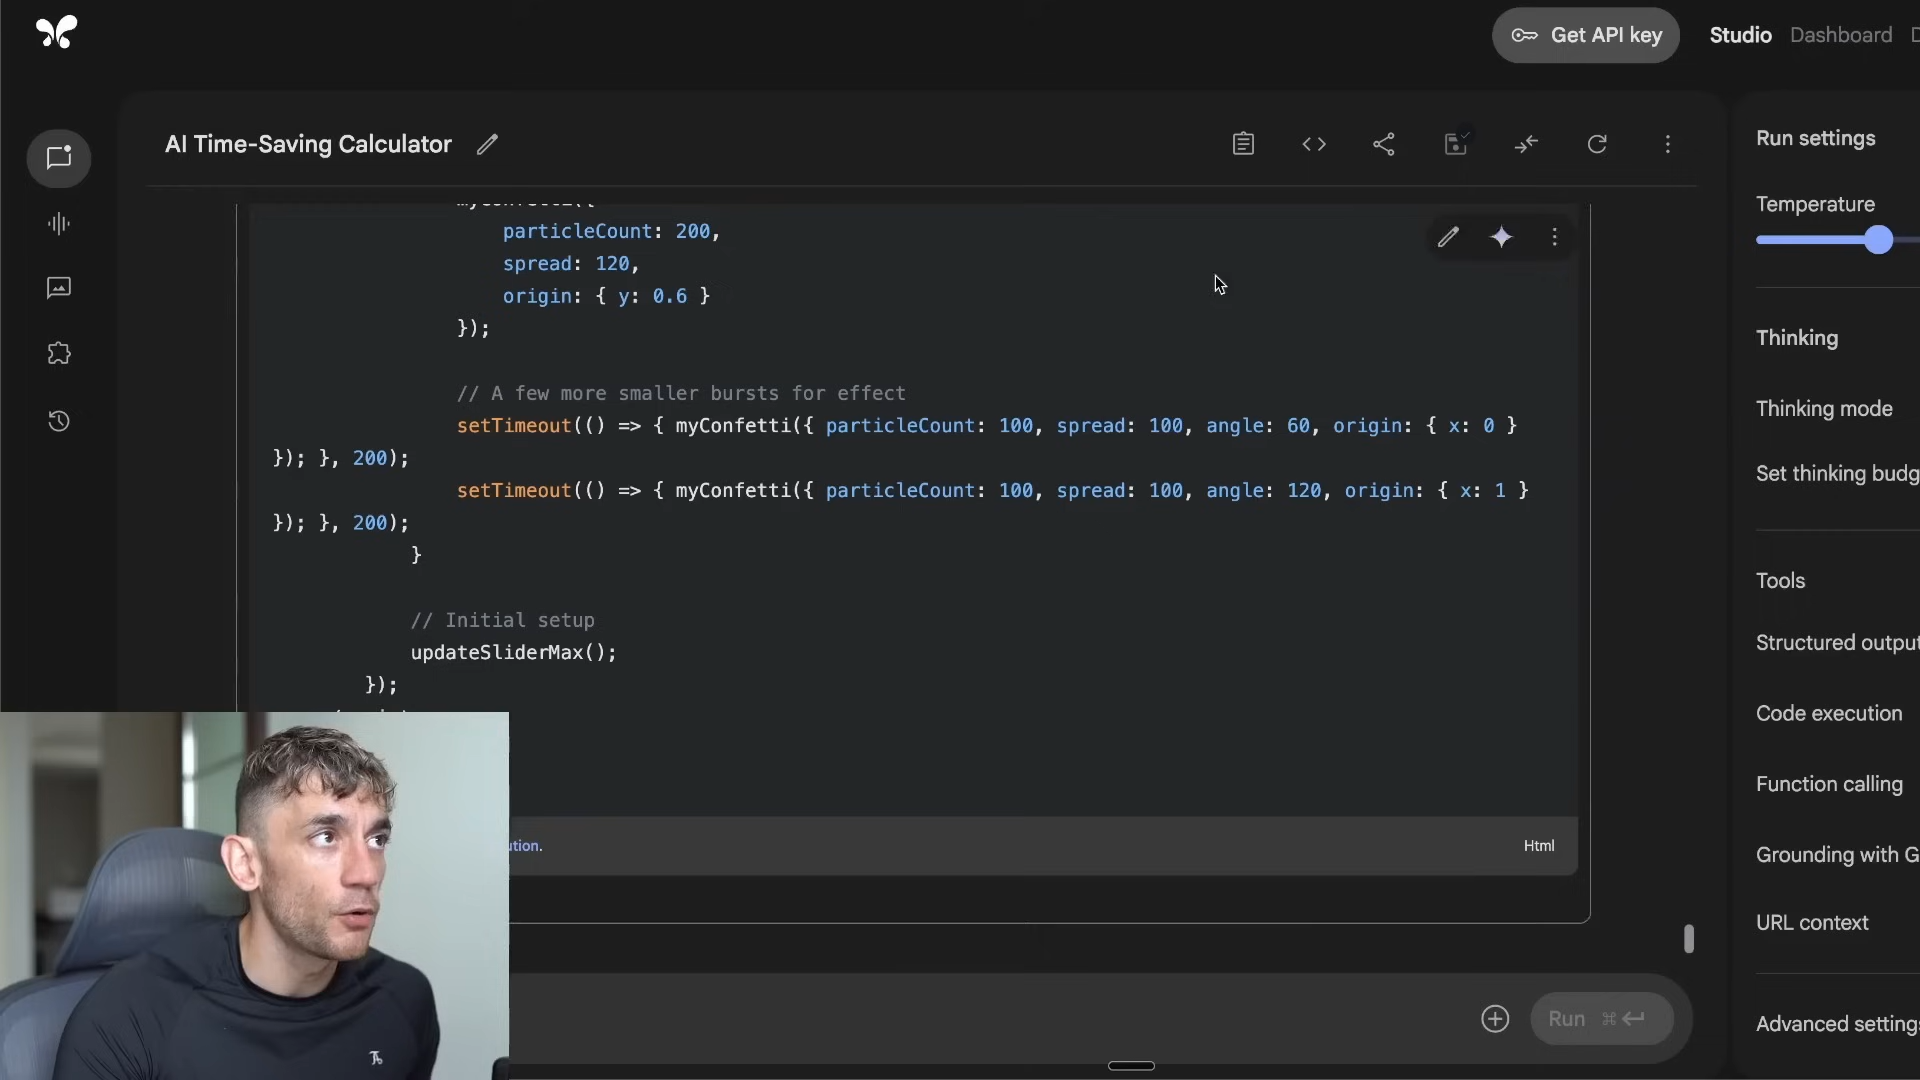 Get API key
Studio
Dashboard
AI Time-Saving Calculator
Run settings
Temperature
particleCount: 200,
spread: 120,
origin: { y: 0.6 }
});
// A few more smaller bursts for effect
setTimeout(() => { myConfetti({ particleCount: 100, spread: 100, angle: 60, origin: { x: 0 }
}); }, 200);
setTimeout(() => { myConfetti({ particleCount: 100, spread: 100, angle: 120, origin: { x: 1 }
}); }, 200);
}
// Initial setup
updateSliderMax();
});
Thinking
Thinking mode
Set thinking budg
Tools
Structured output
Code execution
Function calling
Grounding with G
URL context
Advanced settings
ution.
Html
Run ⌘